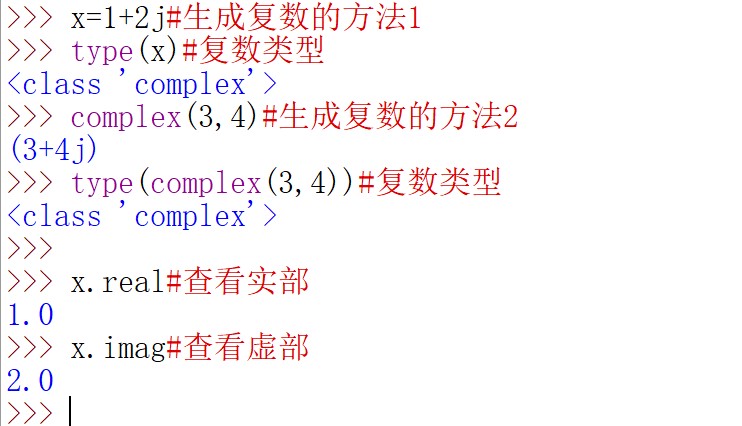 >>> x=1+2j#生成复数的方法1
>>> type(x)#复数类型
<class 'complex'>
>>> complex(3,4)#生成复数的方法2
(3+4j)
>>> type(complex(3,4))#复数类型
<class 'complex'>
>>>
>>> x.real#查看实部
1.0
>>> x.imag#查看虚部
2.0
>>>